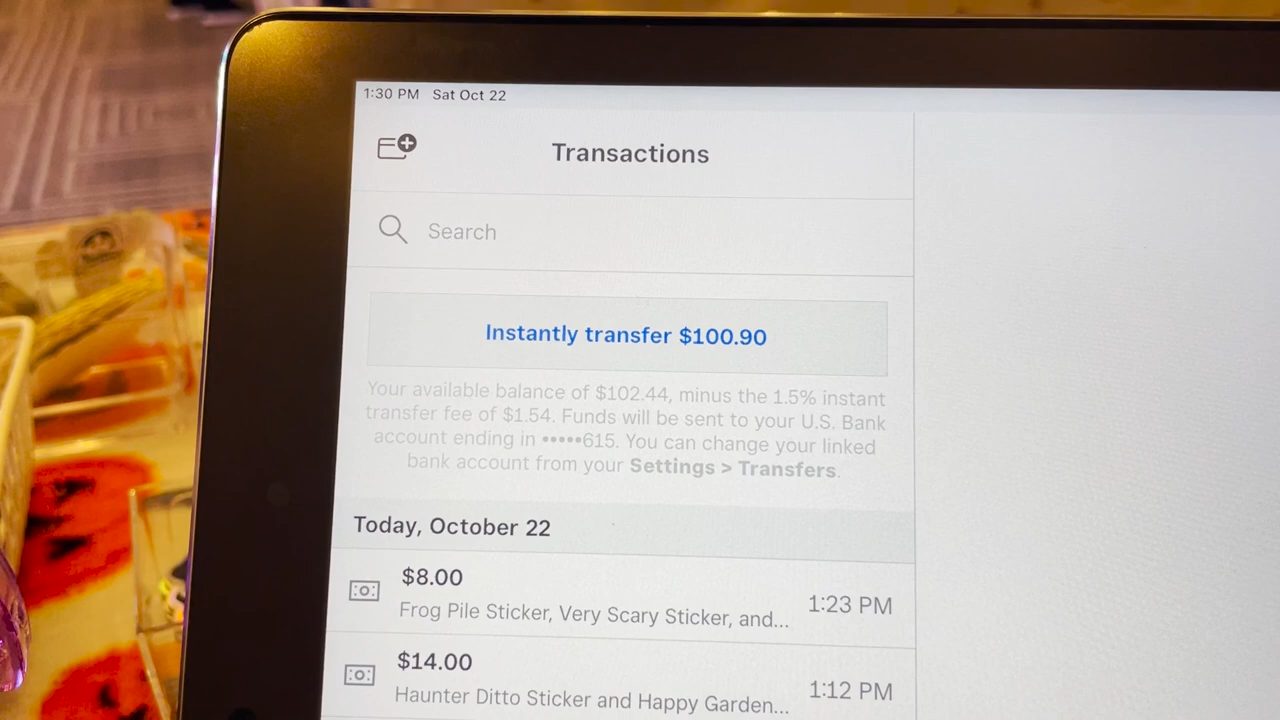 1:30 PM Sat Oct 22
Transactions
Search
Instantly transfer $100.90
Your available balance of $102.44, minus the 1.5% instant
transfer fee of $1.54. Funds will be sent to your U.S. Bank
account ending in •••••615. You can change your linked
bank account from your Settings > Transfers.
Today, October 22
$8.00
Frog Pile Sticker, Very Scary Sticker, and... 1:23 PM
$14.00
Haunter Ditto Sticker and Happy Garden... 1:12 PM